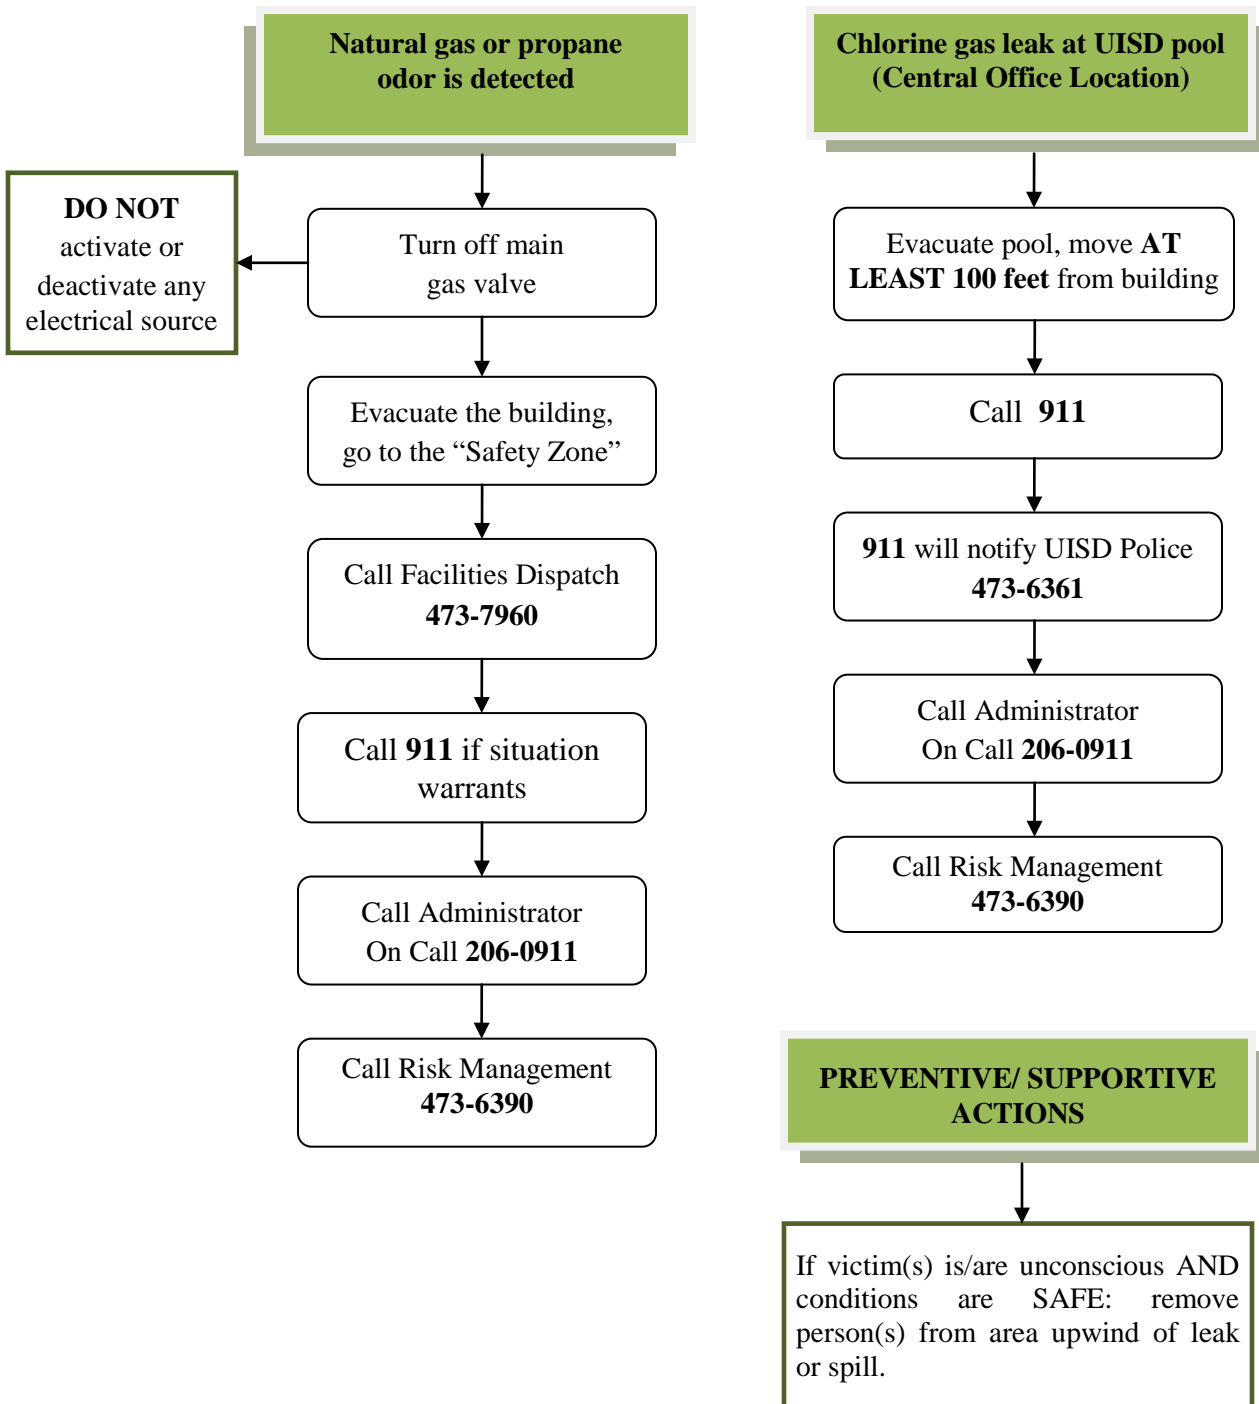 Natural gas or propane
odor is detected
DO NOT
activate or
deactivate any
electrical source
Turn off main
gas valve
Evacuate the building,
go to the “Safety Zone”
Call Facilities Dispatch
473-7960
Call 911 if situation
warrants
Call Administrator
On Call 206-0911
Call Risk Management
473-6390
Chlorine gas leak at UISD pool
(Central Office Location)
Evacuate pool, move AT
LEAST 100 feet from building
Call 911
911 will notify UISD Police
473-6361
Call Administrator
On Call 206-0911
Call Risk Management
473-6390
PREVENTIVE/ SUPPORTIVE
ACTIONS
If victim(s) is/are unconscious AND
conditions are SAFE: remove
person(s) from area upwind of leak
or spill.